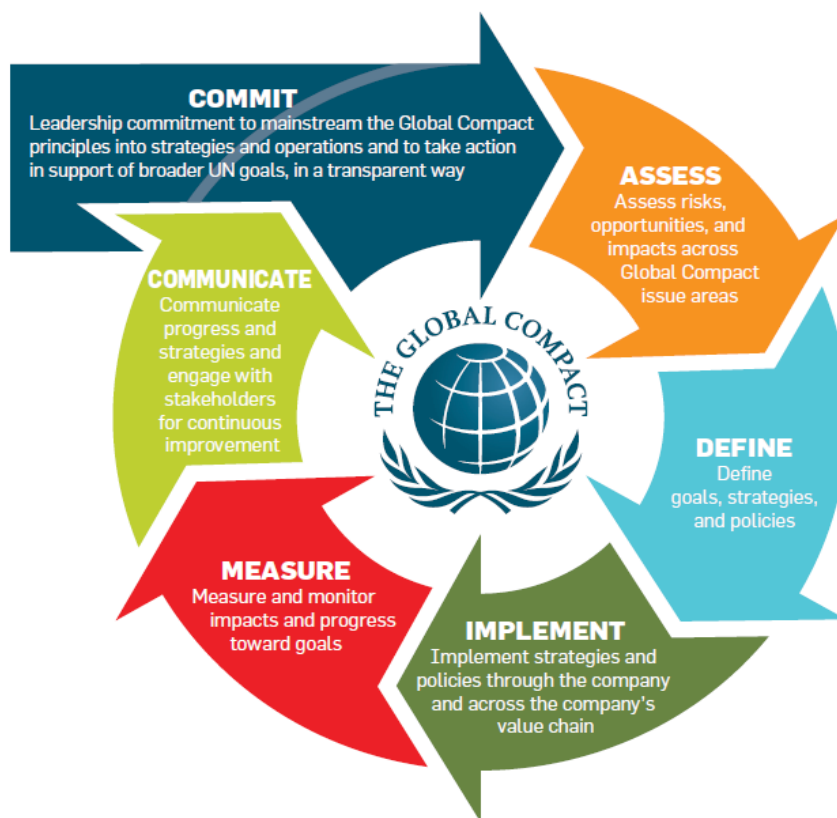 COMMIT
Leadership commitment to mainstream the Global Compact
principles into strategies and operations and to take action
in support of broader UN goals, in a transparent way
ASSESS
Assess risks,
opportunities, and
impacts across
Global Compact
issue areas
DEFINE
Define
goals, strategies,
and policies
IMPLEMENT
Implement strategies and
policies through the company
and across the company's
value chain
MEASURE
Measure and monitor
impacts and progress
toward goals
COMMUNICATE
Communicate
progress and
strategies and
engage with
stakeholders
for continuous
improvement
THE GLOBAL COMPACT